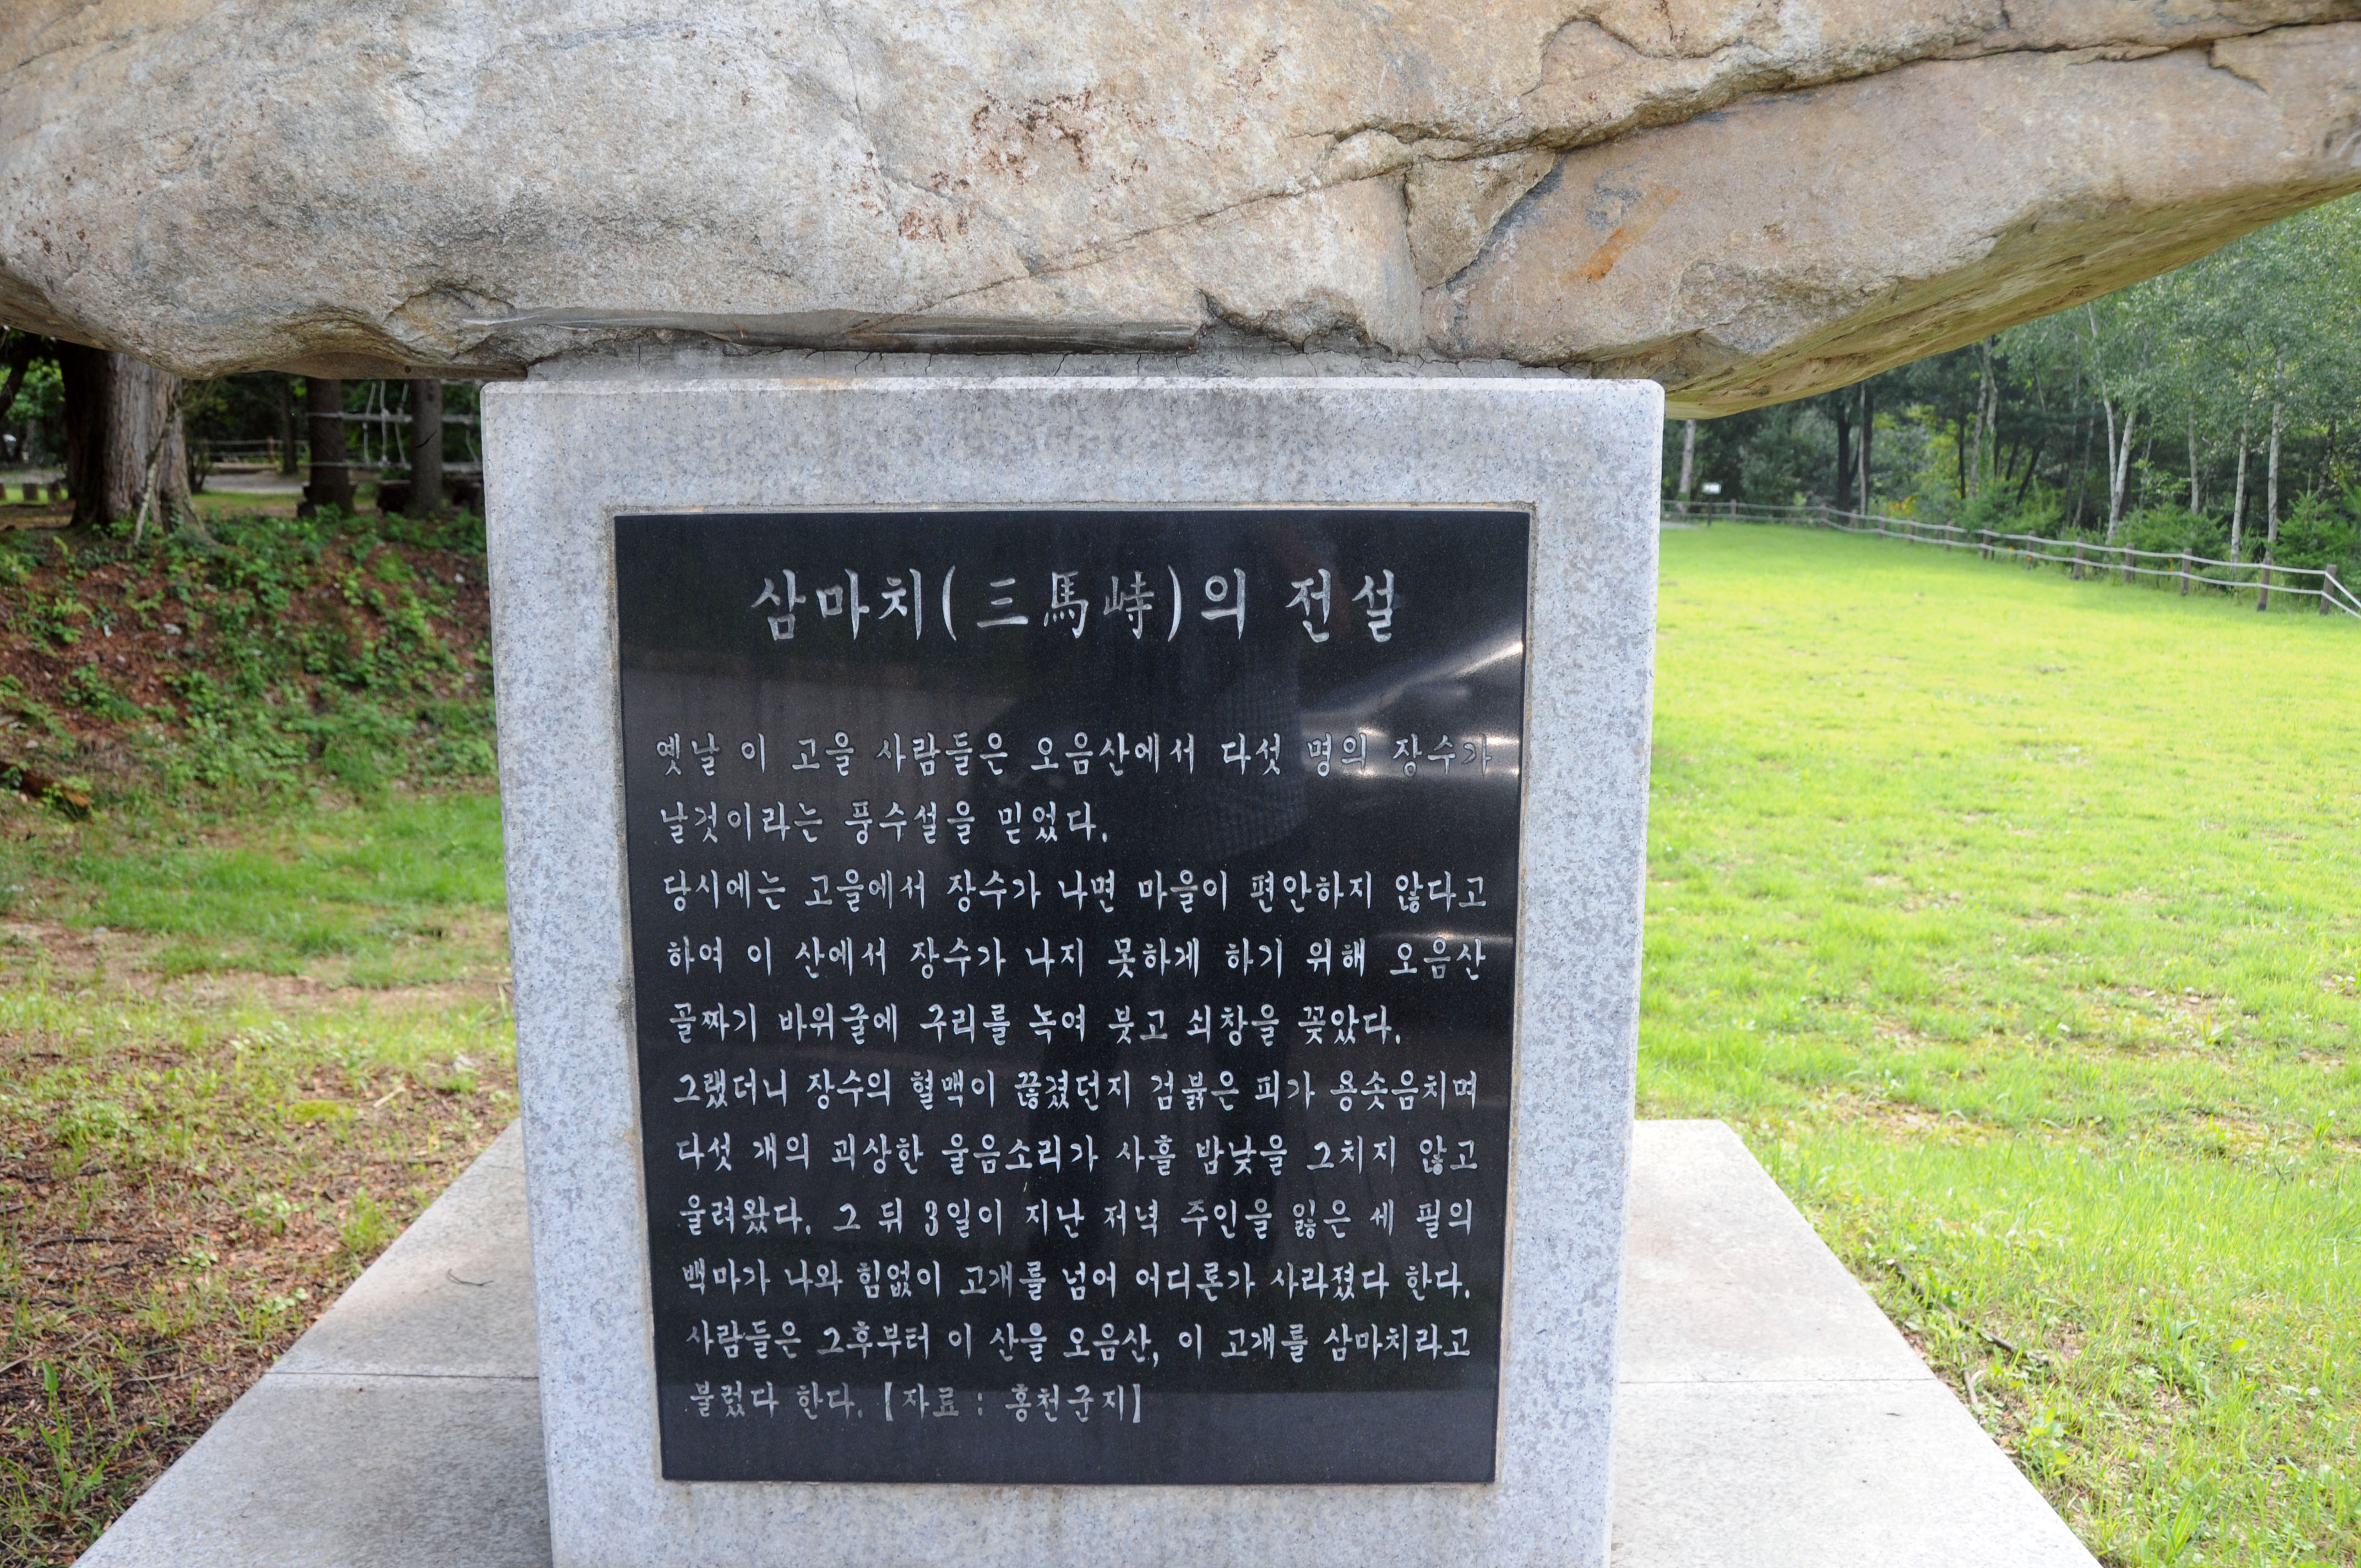 삼마치(三馬峙)의 전설
옛날 이 고을 사람들은 오음산에서 다섯 명의 장수가
날것이라는 풍수설을 믿었다.
당시에는 고을에서 장수가 나면 마을이 편안하지 않다고
하여 이 산에서 장수가 나지 못하게 하기 위해 오음산
골짜기 바위굴에 구리를 녹여 붓고 쇠창을 꽂았다.
그랬더니 장수의 혈맥이 끊겼던지 검붉은 피가 용솟음치며
다섯 개의 괴상한 울음소리가 사흘 밤낮을 그치지 않고
울려왔다. 그 뒤 3일이 지난 저녁 주인을 잃은 세 필의
백마가 나와 힘없이 고개를 넘어 어디론가 사라졌다 한다.
사람들은 그후부터 이 산을 오음산, 이 고개를 삼마치라고
불렀다 한다.【자료 : 홍천군지】